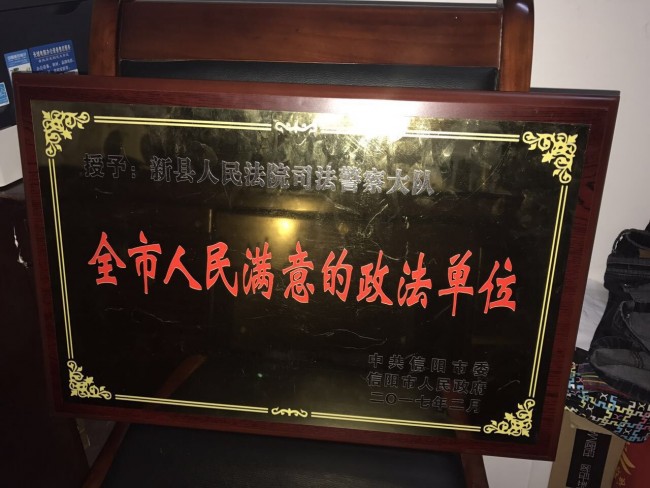 授予：新县人民法院司法警察大队
全市人民满意的政法单位
中共信阳市委
信阳市人民政府
二〇一七年二月